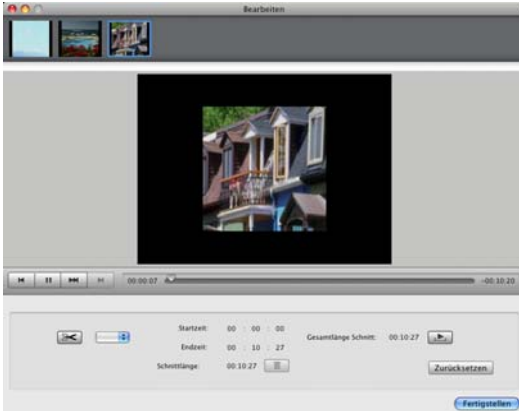 Bearbeiten
00:00:07
-00:10:20
Startzeit: 00 : 00 : 00
Endzeit: 00 : 10 : 27
Schnittlänge: 00:10:27
Gesamtlänge Schnitt: 00:10:27
Zurücksetzen
Fertigstellen